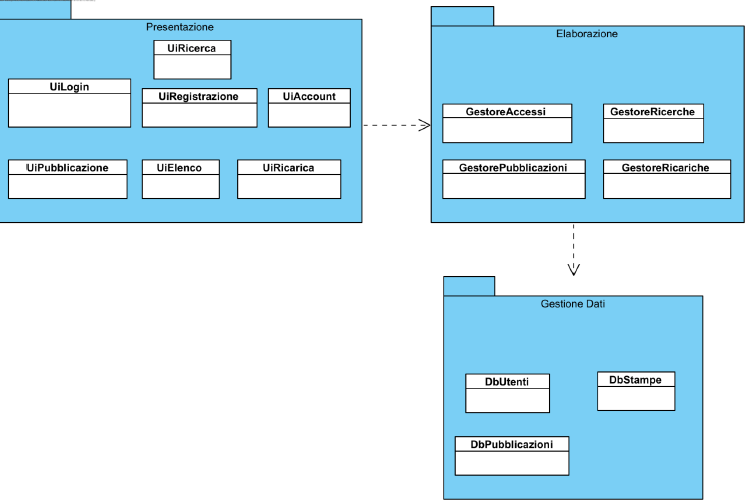 Presentazione
UiRicerca
UiLogin
UiRegistrazione
UiAccount
UiPubblicazione
UiElenco
UiRicarica
Elaborazione
GestoreAccessi
GestoreRicerche
GestorePubblicazioni
GestoreRicariche
Gestione Dati
DbUtenti
DbStampe
DbPubblicazioni